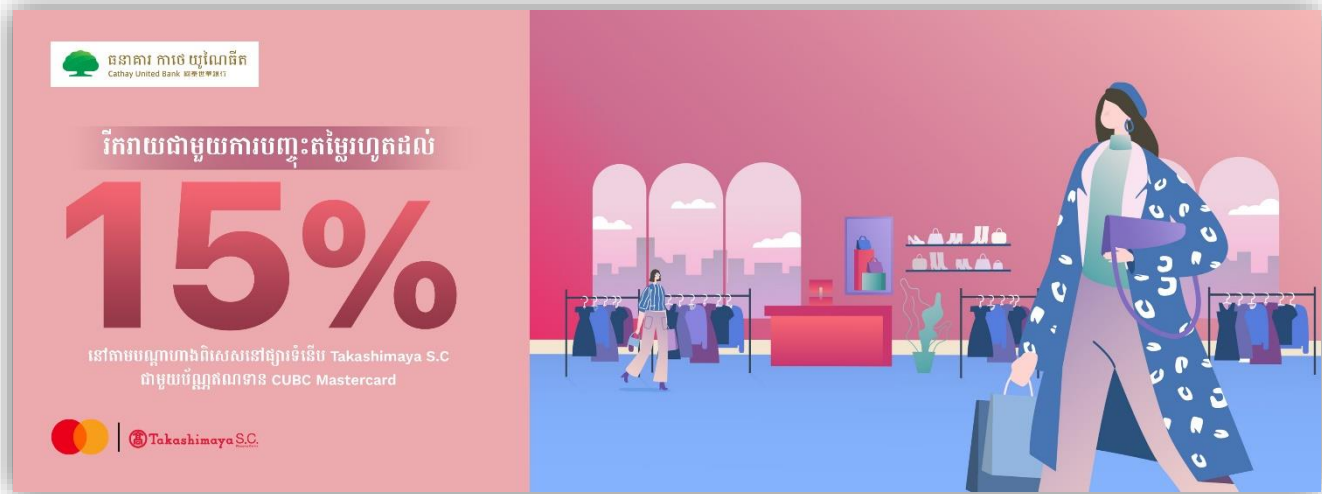 ធនាគារ កាថេ យូណៃធីត
Cathay United Bank 國泰世華銀行
រីករាយជាមួយការបញ្ចុះតម្លៃរហូតដល់
15%
នៅតាមបណ្តាហាងពិសេសនៅផ្សារទំនើប Takashimaya S.C
ជាមួយប័ណ្ណឥណទាន CUBC Mastercard
Takashimaya S.C.